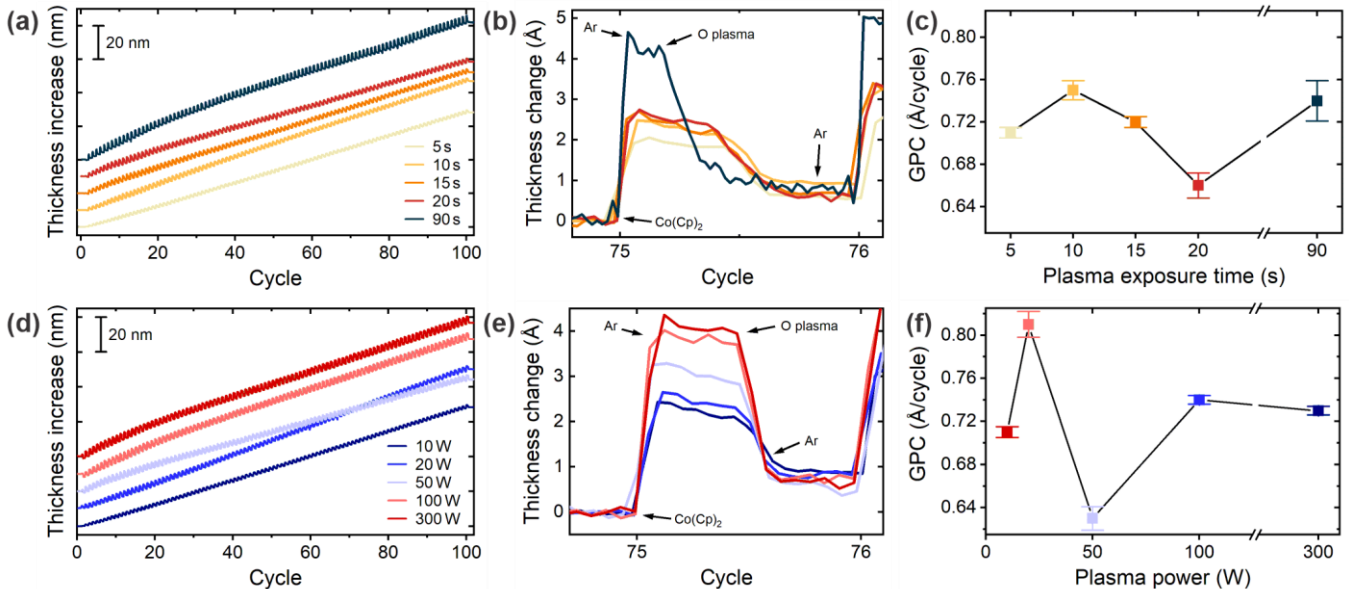 (a)
Thickness increase (nm)
20 nm
5 s
10 s
15 s
20 s
90 s
0 20 40 60 80 100
Cycle
(b)
Thickness change (Å)
5
4
3
2
1
0
Ar
O plasma
Ar
Co(Cp)₂
75 76
Cycle
(c)
GPC (Å/cycle)
0.80
0.76
0.72
0.68
0.64
5 10 15 20 90
Plasma exposure time (s)
(d)
Thickness increase (nm)
20 nm
10 W
20 W
50 W
100 W
300 W
0 20 40 60 80 100
Cycle
(e)
Thickness change (Å)
4
3
2
1
0
Ar
O plasma
Ar
Co(Cp)₂
75 76
Cycle
(f)
GPC (Å/cycle)
0.80
0.76
0.72
0.68
0.64
0 50 100 300
Plasma power (W)